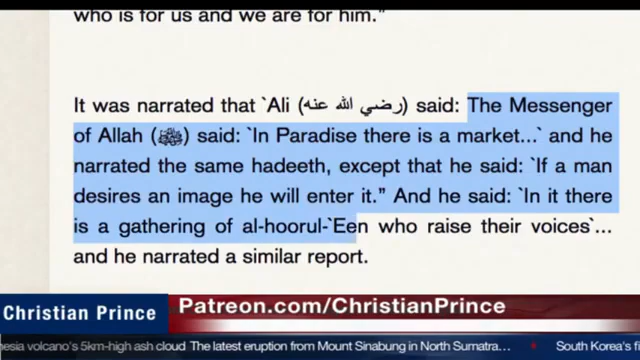 who is for us and we are for him."
It was narrated that `Ali (رضي الله عنه) said: The Messenger
of Allah (ﷺ) said: `In Paradise there is a market...` and he
narrated the same hadeeth, except that he said: `If a man
desires an image he will enter it.” And he said: `In it there
is a gathering of al-hoorul-`Een who raise their voices`...
and he narrated a similar report.
Christian Prince
Patreon.com/ChristianPrince
nesia volcano's 5km-high ash cloud The latest eruption from Mount Sinabung in North Sumatra... South Korea's fi